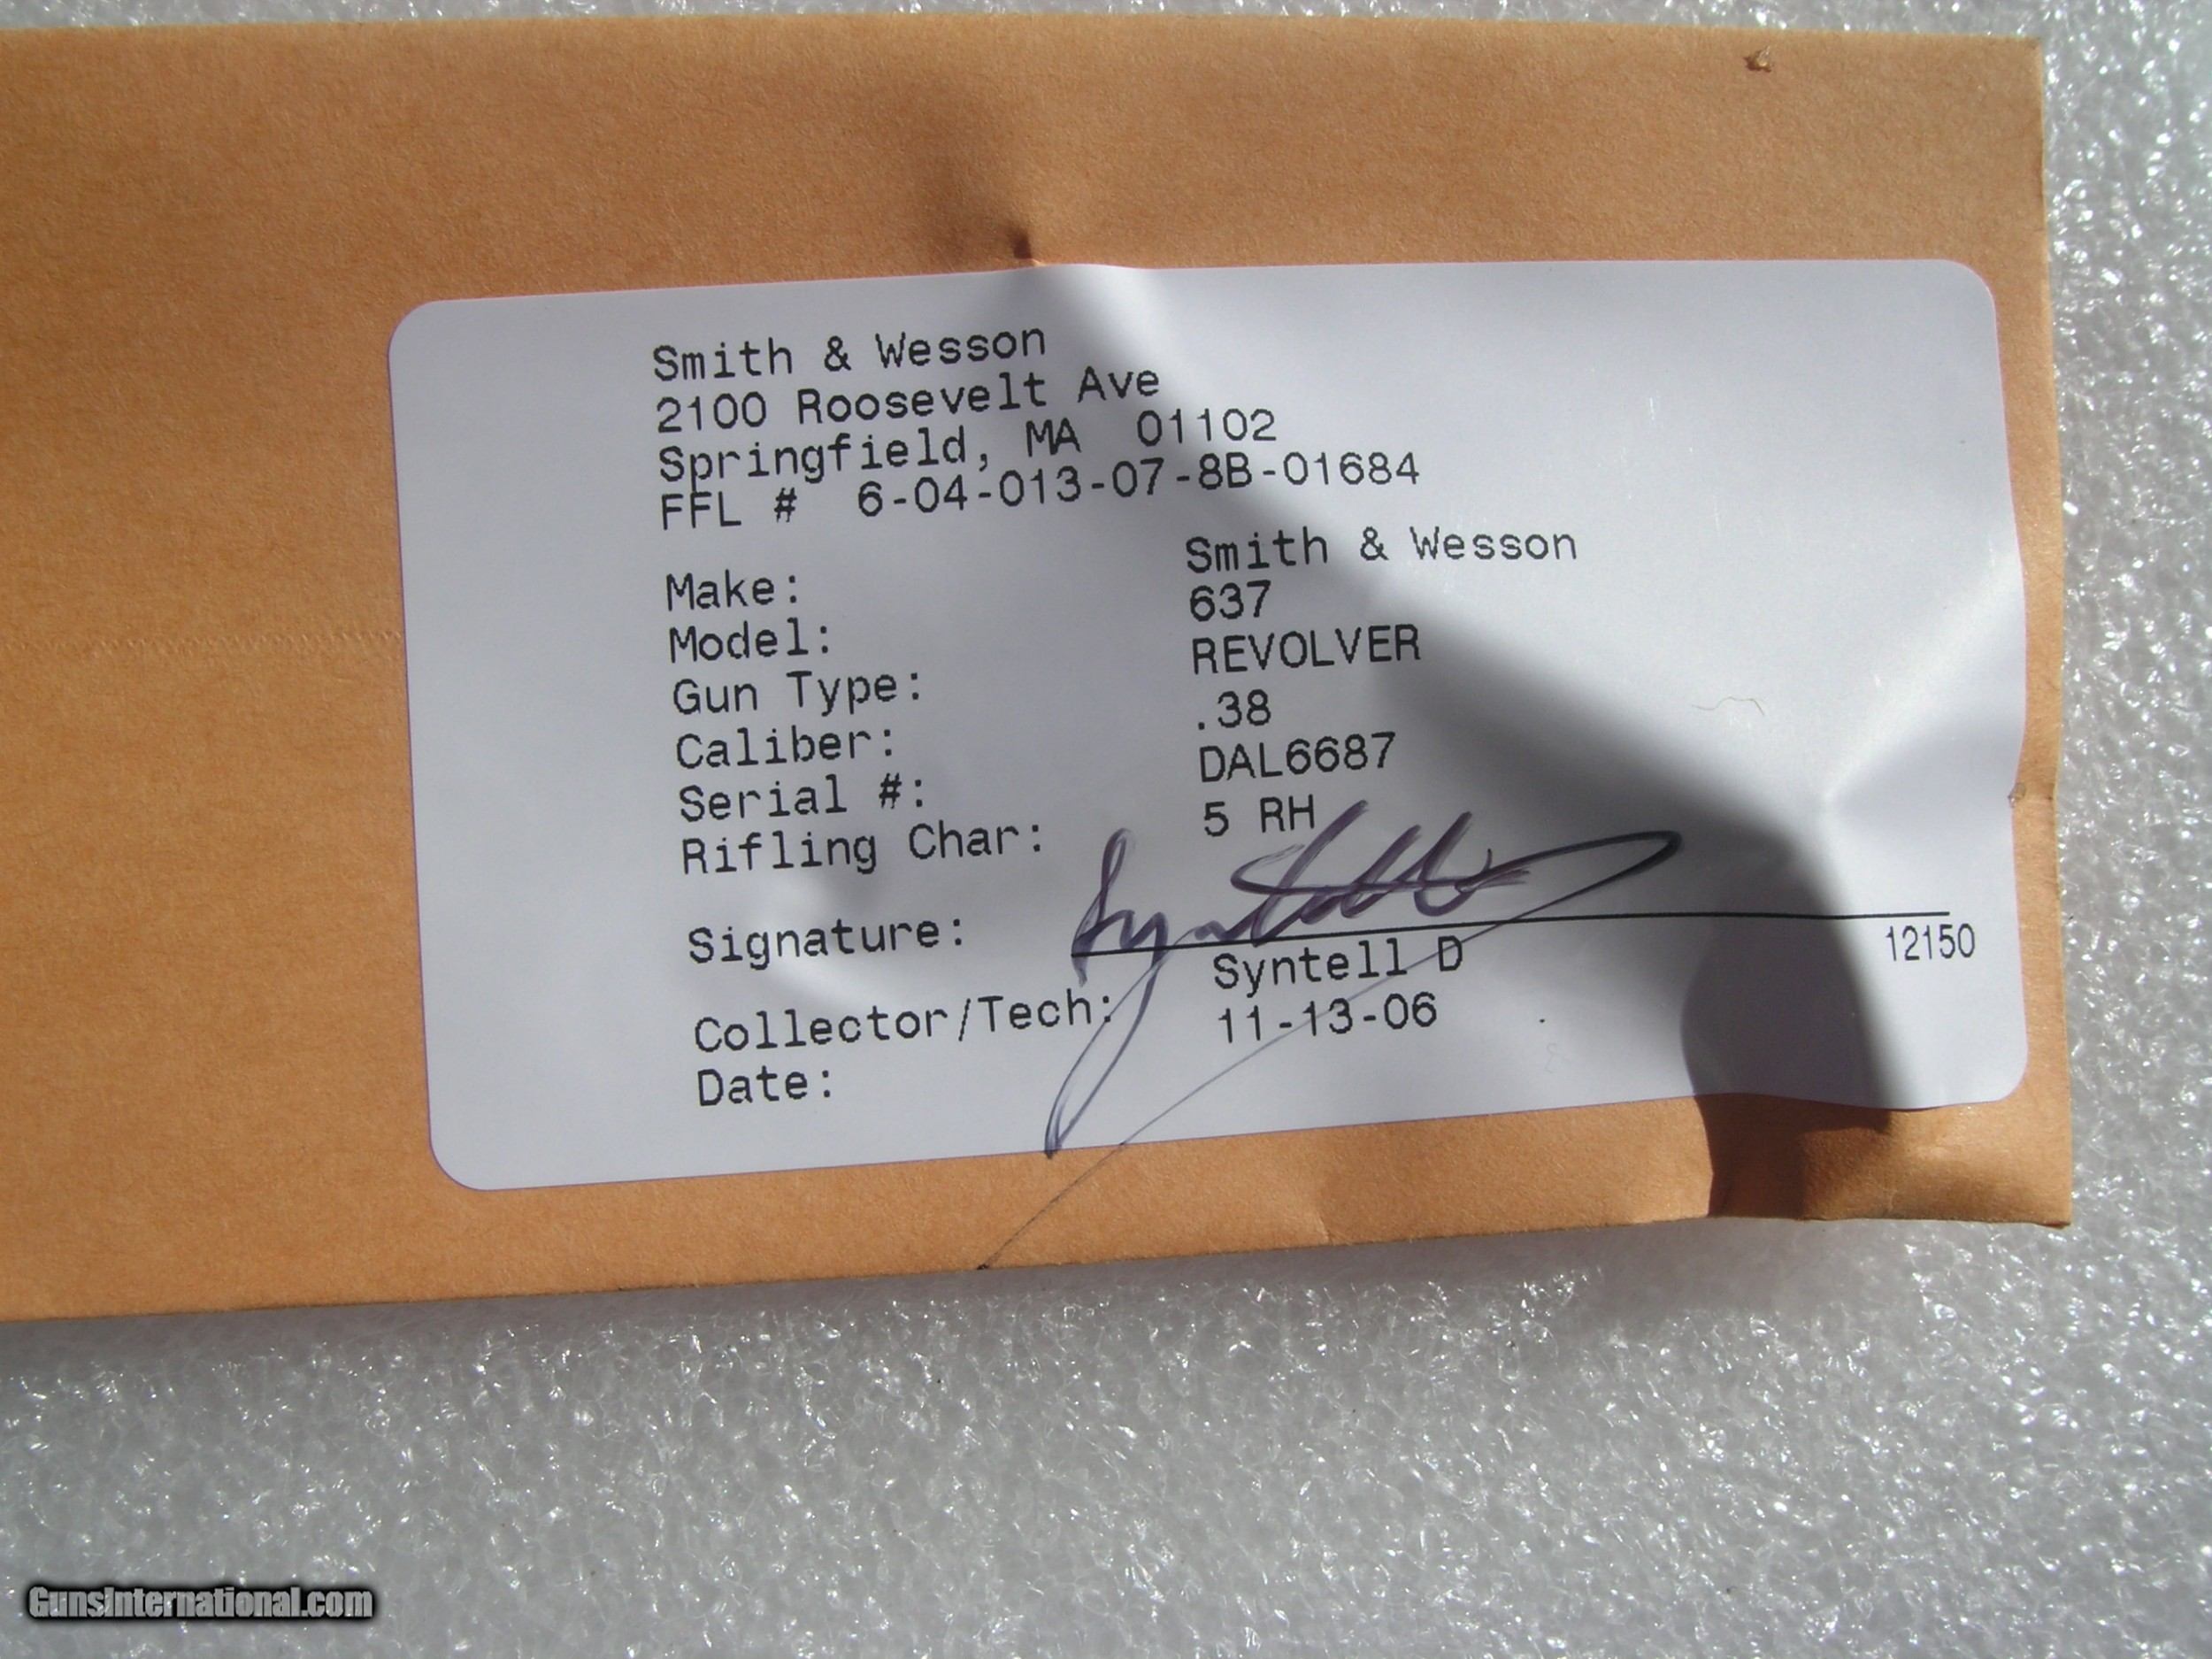 Smith & Wesson
2100 Roosevelt Ave
Springfield, MA 01102
FFL # 6-04-013-07-8B-01684
Make: Smith & Wesson
Model: 637
Gun Type: REVOLVER
Caliber: .38
Serial #: DAL6687
Rifling Char: 5 RH
Signature: Syntell
12150
Collector/Tech: Syntell D
Date: 11-13-06
GunsInternational.com